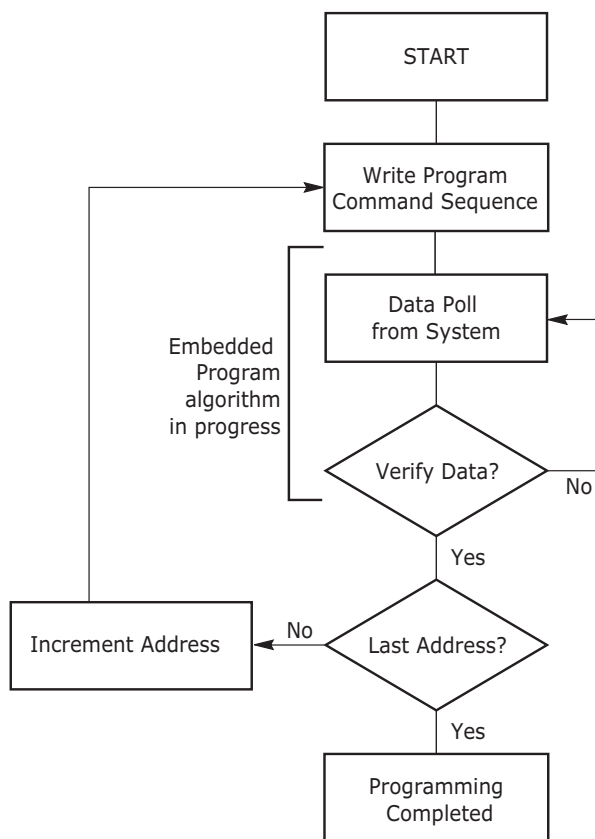 START
Write Program
Command Sequence
Data Poll
from System
Embedded
Program
algorithm
in progress
Verify Data?
No
Yes
Increment Address
No
Last Address?
Yes
Programming
Completed